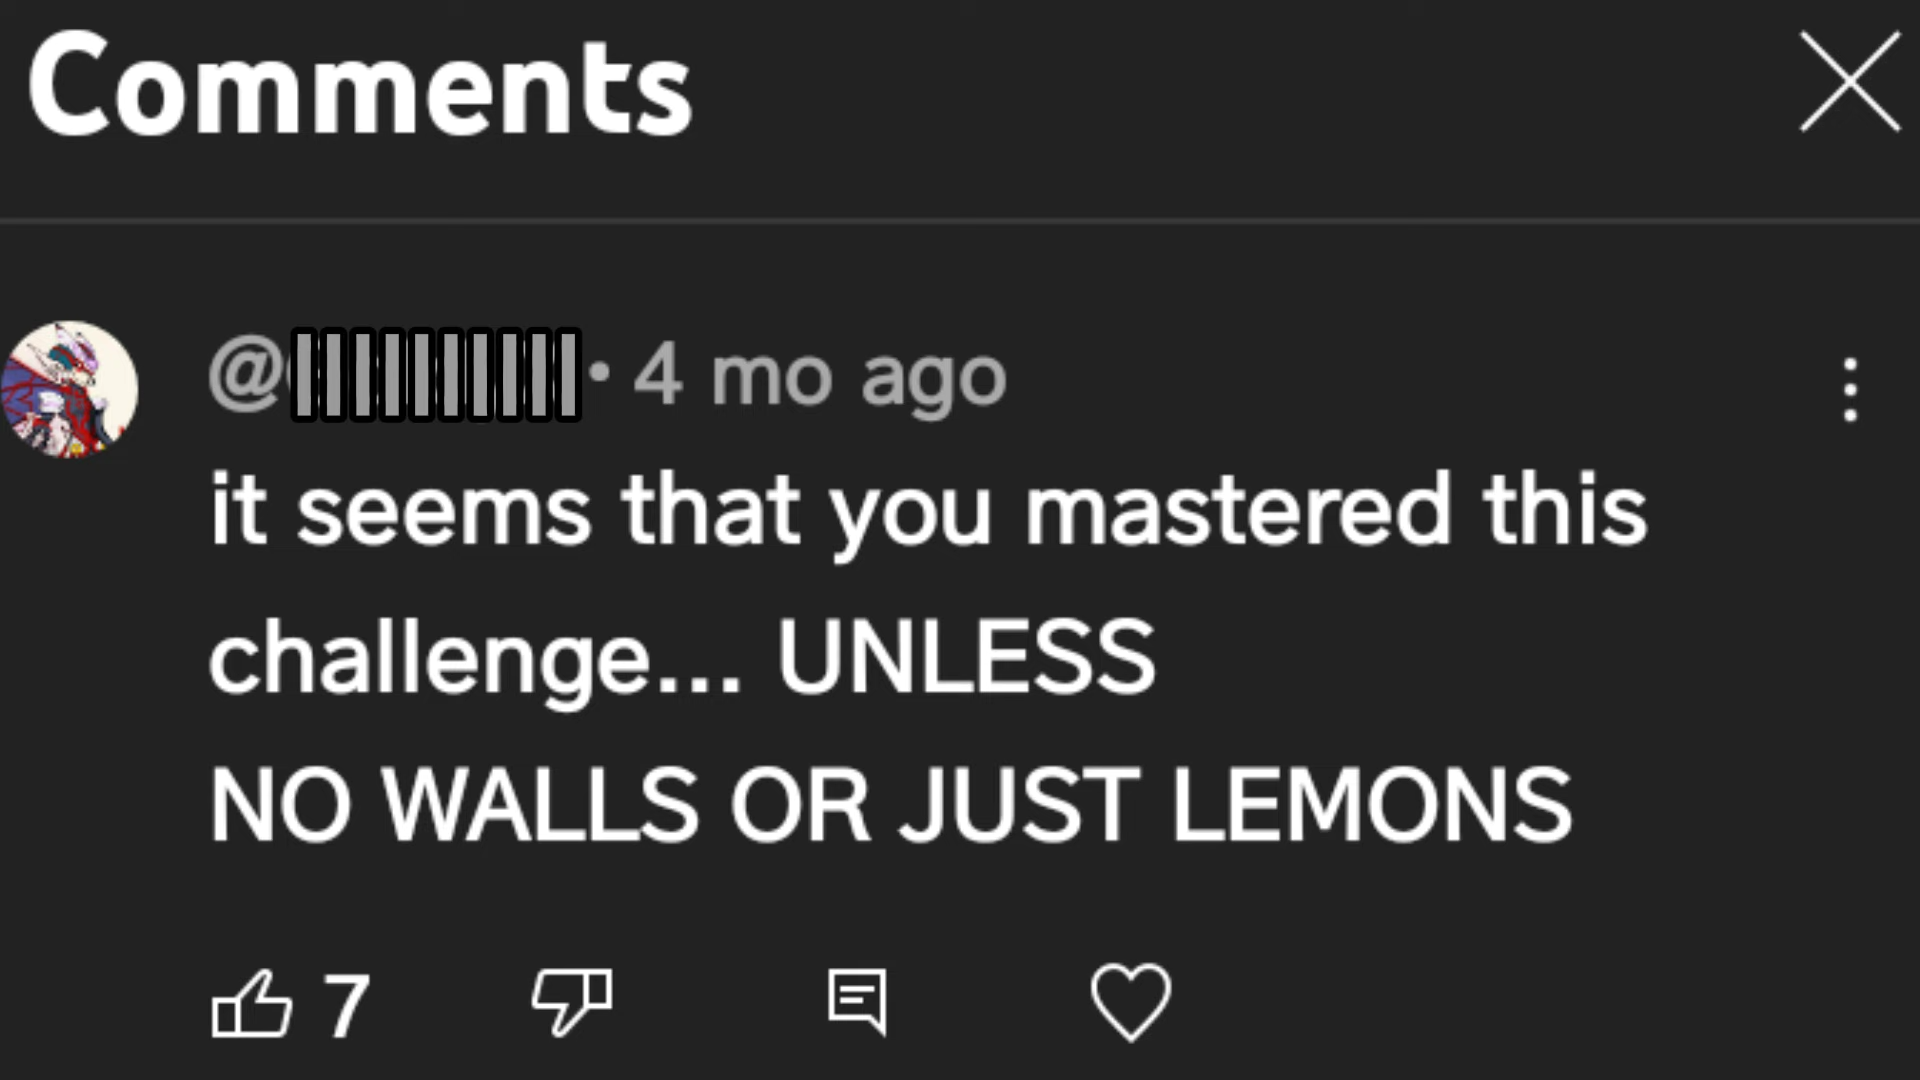 Comments
@ • 4 mo ago
it seems that you mastered this
challenge... UNLESS
NO WALLS OR JUST LEMONS
7